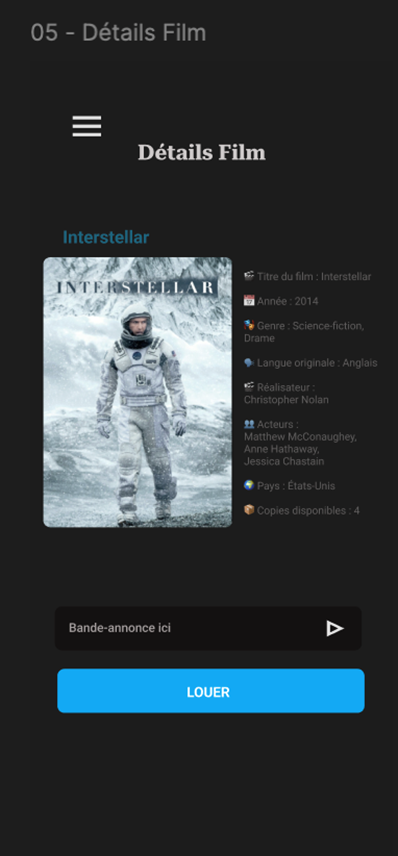 05 - Détails Film
Détails Film
Interstellar
INTERSTELLAR
🎬 Titre du film : Interstellar
📅 Année : 2014
🎭 Genre : Science-fiction,
Drame
🗣️ Langue originale : Anglais
🎬 Réalisateur :
Christopher Nolan
👥 Acteurs :
Matthew McConaughey,
Anne Hathaway,
Jessica Chastain
🌍 Pays : États-Unis
📦 Copies disponibles : 4
Bande-annonce ici
LOUER